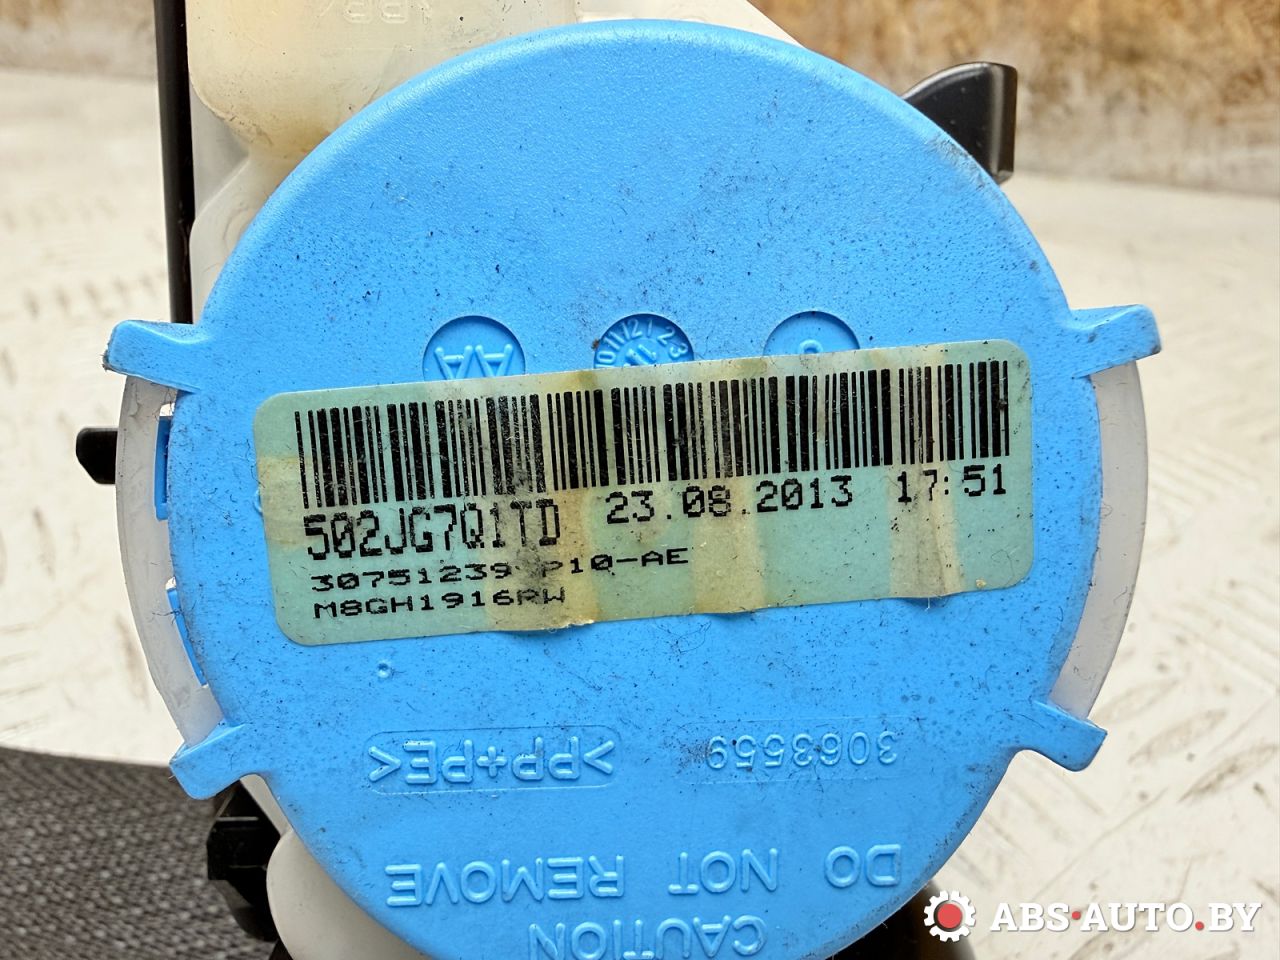 502JG7Q1TD 23.08.2013 17:51
30751239 P10-AE
M8GH1916RW
>PP+PE<
3063559
DO NOT REMOVE
CAUTION
ABS-AUTO.BY